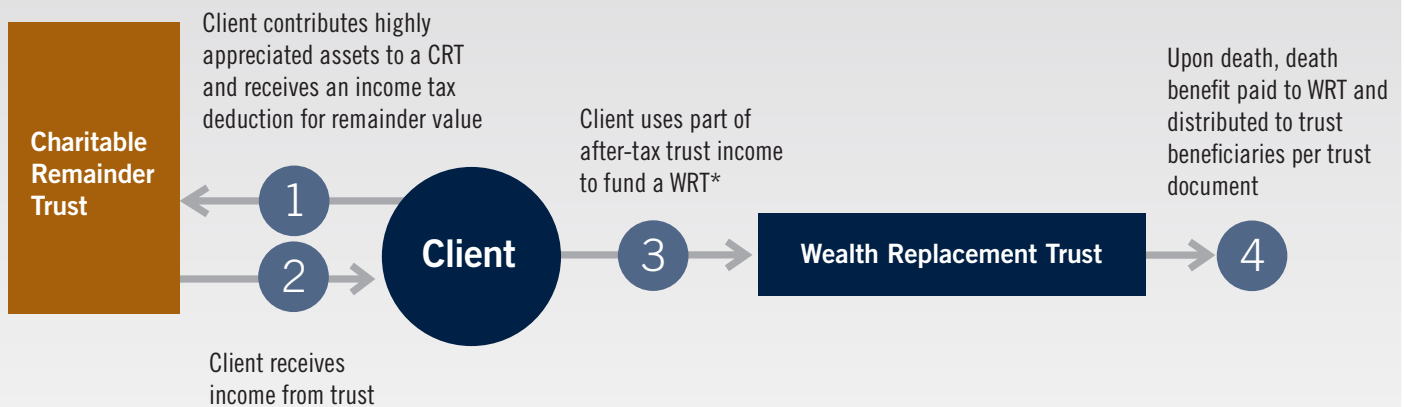 Charitable
Remainder
Trust
Client contributes highly
appreciated assets to a CRT
and receives an income tax
deduction for remainder value
1
2
Client receives
income from trust
Client
Client uses part of
after-tax trust income
to fund a WRT*
3
Wealth Replacement Trust
Upon death, death
benefit paid to WRT and
distributed to trust
beneficiaries per trust
document
4